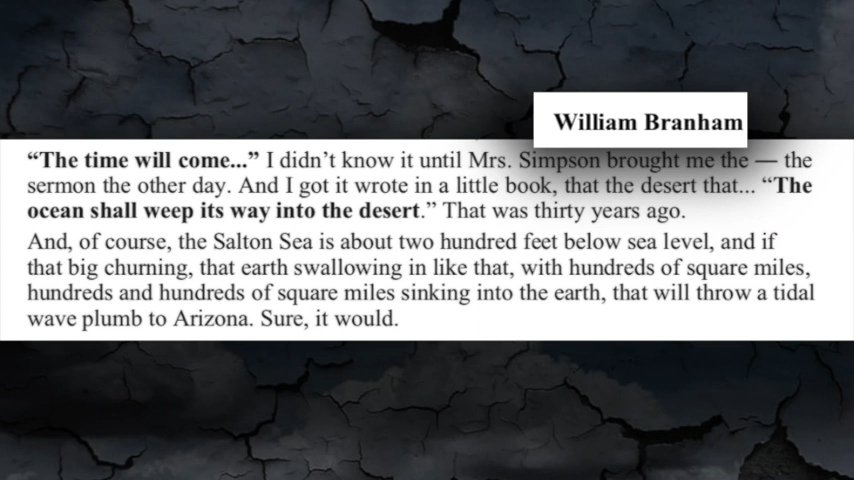 William Branham
“The time will come...” I didn’t know it until Mrs. Simpson brought me the — the
sermon the other day. And I got it wrote in a little book, that the desert that... “The
ocean shall weep its way into the desert.” That was thirty years ago.
And, of course, the Salton Sea is about two hundred feet below sea level, and if
that big churning, that earth swallowing in like that, with hundreds of square miles,
hundreds and hundreds of square miles sinking into the earth, that will throw a tidal
wave plumb to Arizona. Sure, it would.